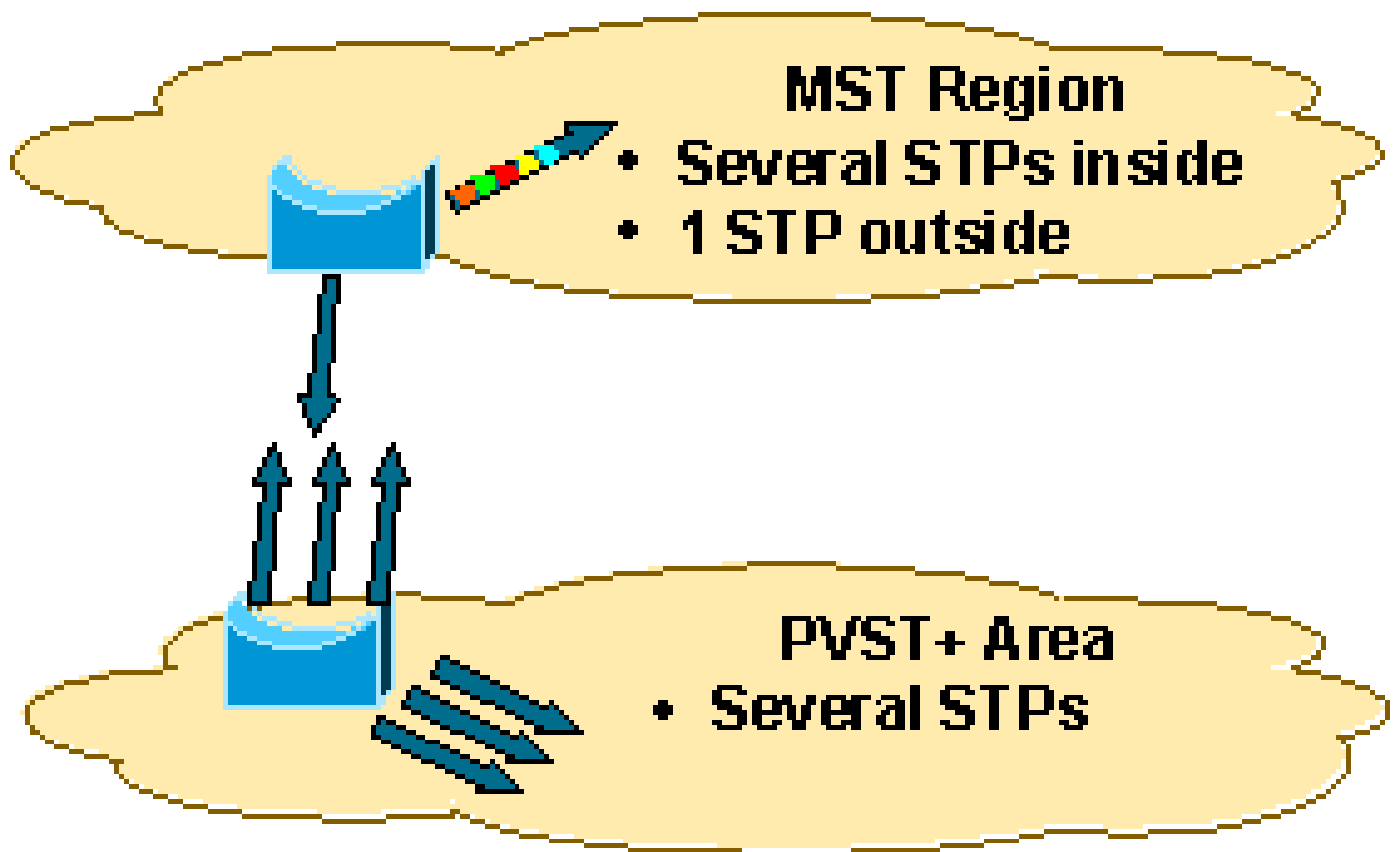 MST Region
• Several STPs inside
• 1 STP outside
PVST+ Area
• Several STPs